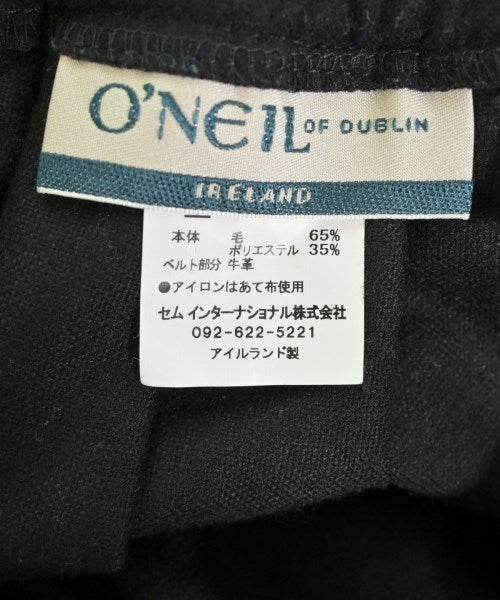 O'NEIL OF DUBLIN
IRELAND
本体 毛 65%
ポリエステル 35%
ベルト部分 牛革
●アイロンはあて布使用
セム インターナショナル株式会社
092-622-5221
アイルランド製